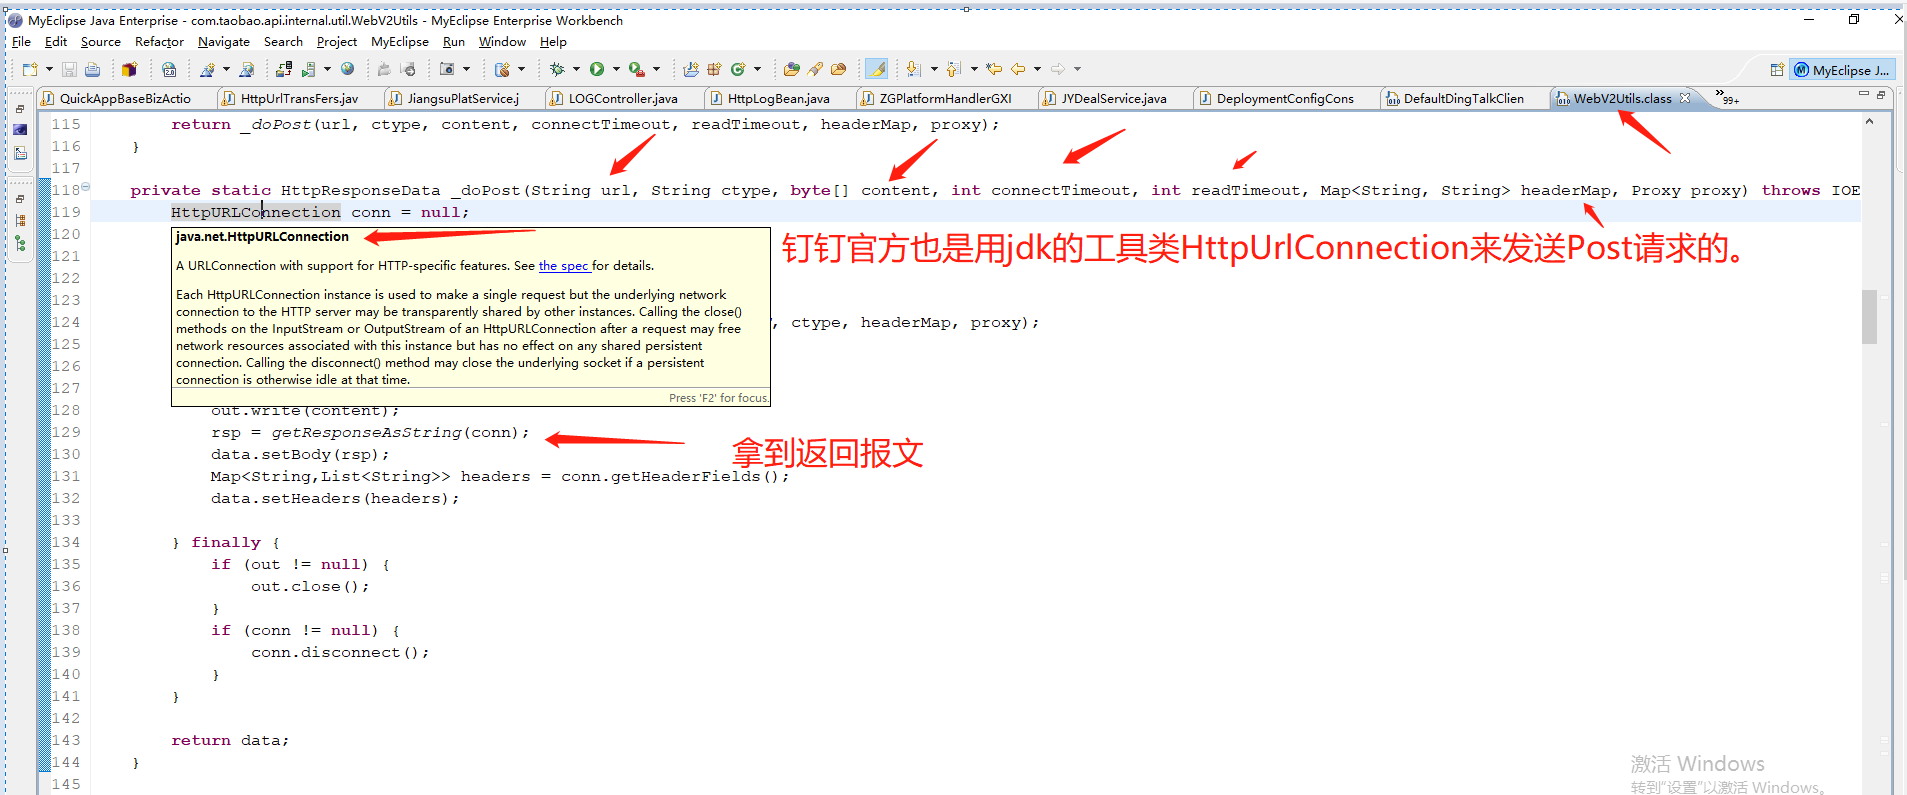 MyEclipse Java Enterprise - com.taobao.api.internal.util.WebV2Utils - MyEclipse Enterprise Workbench
File Edit Source Refactor Navigate Search Project MyEclipse Run Window Help
MyEclipse J...
QuickAppBaseBizActio HttpUrlTransFers.jav JiangsuPlatService.j LOGController.java HttpLogBean.java ZGPlatformHandlerGXI JYDealService.java DeploymentConfigCons DefaultDingTalkClien WebV2Utils.class 99+
115 return _doPost(url, ctype, content, connectTimeout, readTimeout, headerMap, proxy);
116 }
117
118 private static HttpResponseData _doPost(String url, String ctype, byte[] content, int connectTimeout, int readTimeout, Map<String, String> headerMap, Proxy proxy) throws IOE
119 HttpURLConnection conn = null;
120
121
122
123
124 , ctype, headerMap, proxy);
125
126
127
java.net.HttpURLConnection
A URLConnection with support for HTTP-specific features. See the spec for details.
Each HttpURLConnection instance is used to make a single request but the underlying network
connection to the HTTP server may be transparently shared by other instances. Calling the close()
methods on the InputStream or OutputStream of an HttpURLConnection after a request may free
network resources associated with this instance but has no effect on any shared persistent
connection. Calling the disconnect() method may close the underlying socket if a persistent
connection is otherwise idle at that time.
Press 'F2' for focus.
钉钉官方也是用jdk的工具类HttpUrlConnection来发送Post请求的。
128 out.write(content);
129 rsp = getResponseAsString(conn);
130 data.setBody(rsp);
拿到返回报文
131 Map<String,List<String>> headers = conn.getHeaderFields();
132 data.setHeaders(headers);
133
134 } finally {
135 if (out != null) {
136 out.close();
137 }
138 if (conn != null) {
139 conn.disconnect();
140 }
141 }
142
143 return data;
144 }
145
激活 Windows
转到"设置"以激活 Windows。